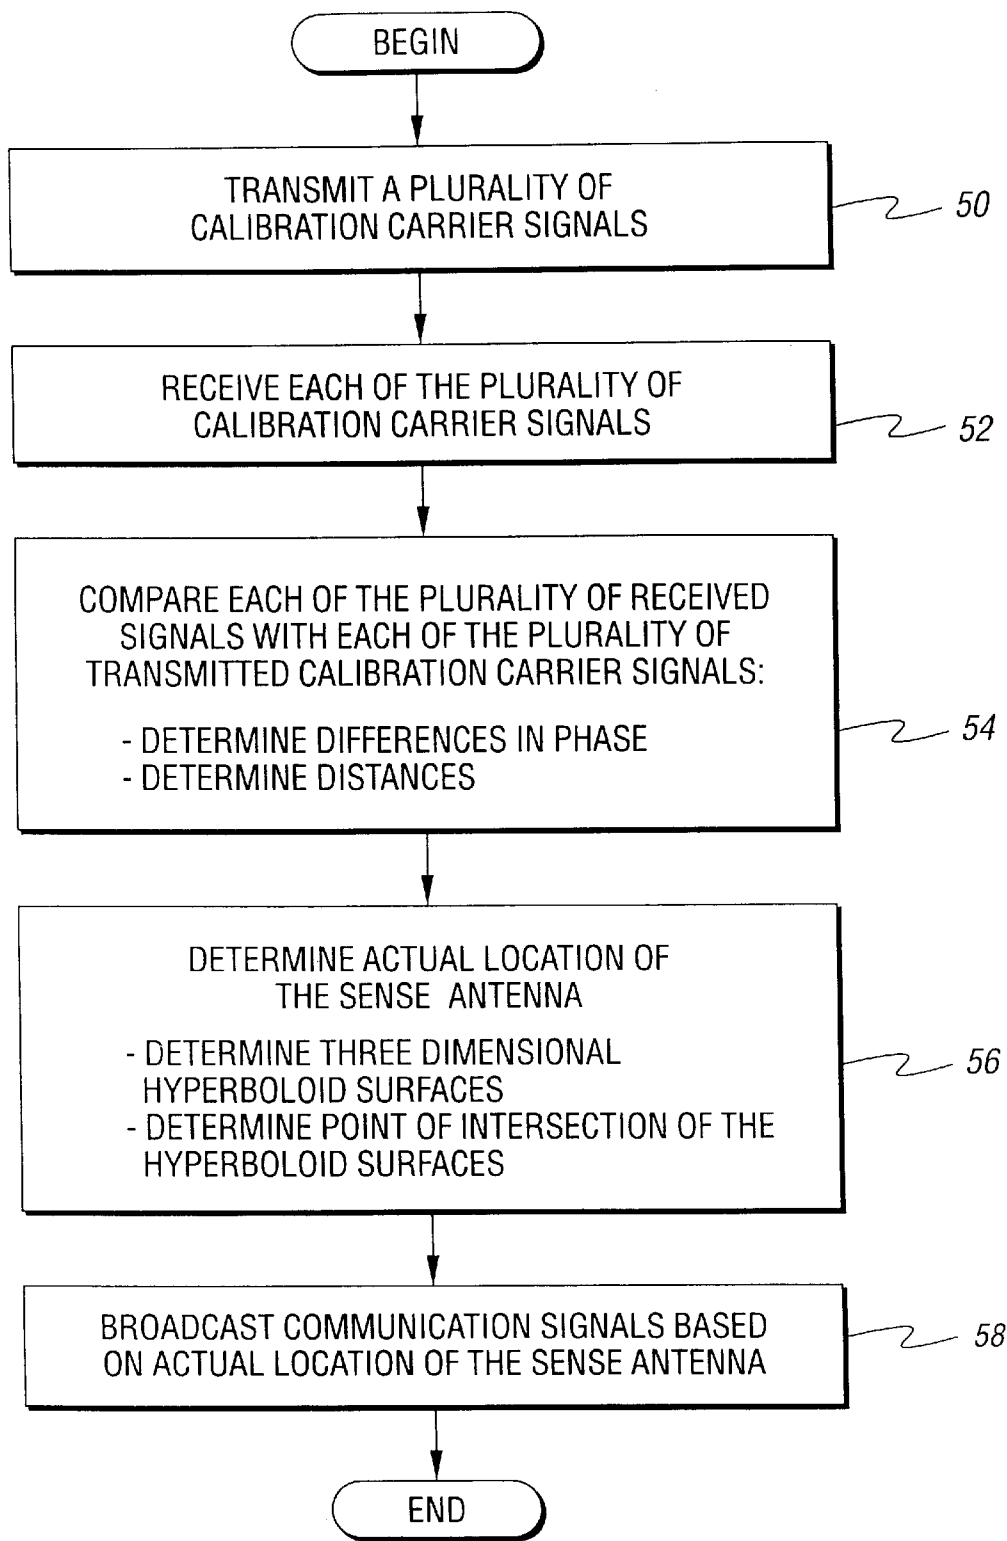 BEGIN
TRANSMIT A PLURALITY OF
CALIBRATION CARRIER SIGNALS
50
RECEIVE EACH OF THE PLURALITY OF
CALIBRATION CARRIER SIGNALS
52
COMPARE EACH OF THE PLURALITY OF RECEIVED
SIGNALS WITH EACH OF THE PLURALITY OF
TRANSMITTED CALIBRATION CARRIER SIGNALS:
- DETERMINE DIFFERENCES IN PHASE
- DETERMINE DISTANCES
54
DETERMINE ACTUAL LOCATION OF
THE SENSE ANTENNA
- DETERMINE THREE DIMENSIONAL
HYPERBOLOID SURFACES
- DETERMINE POINT OF INTERSECTION OF THE
HYPERBOLOID SURFACES
56
BROADCAST COMMUNICATION SIGNALS BASED
ON ACTUAL LOCATION OF THE SENSE ANTENNA
58
END